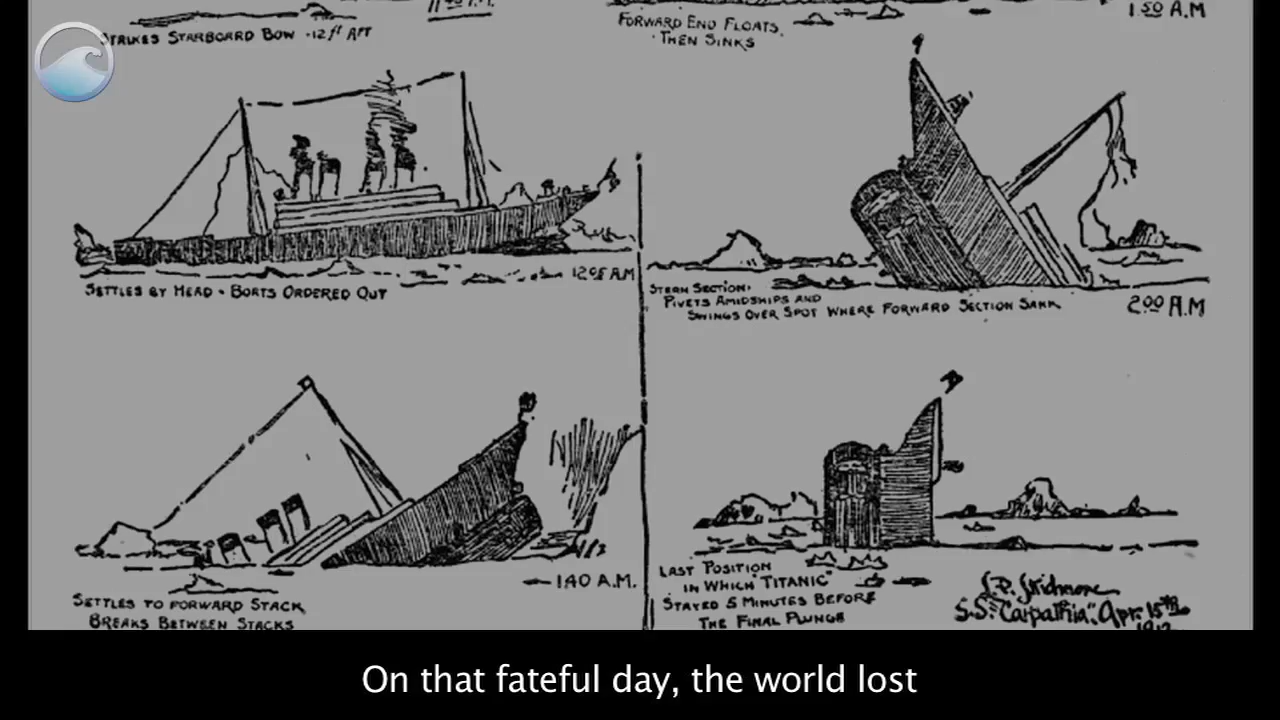 STRIKES STARBOARD BOW - 12 ft AFT
SETTLES BY HEAD - BOATS ORDERED OUT
12 05 A.M
1 40 A.M.
SETTLES TO FORWARD STACK
BREAKS BETWEEN STACKS
FORWARD END FLOATS,
THEN SINKS
1 50 A.M
STERN SECTION:
PIVETS AMIDSHIPS AND
SWINGS OVER SPOT WHERE FORWARD SECTION SANK
2 00 A.M
LAST POSITION
IN WHICH "TITANIC"
STAYED 5 MINUTES BEFORE
THE FINAL PLUNGE
S.S. "Carpathia", Apr. 15th
1912
On that fateful day, the world lost